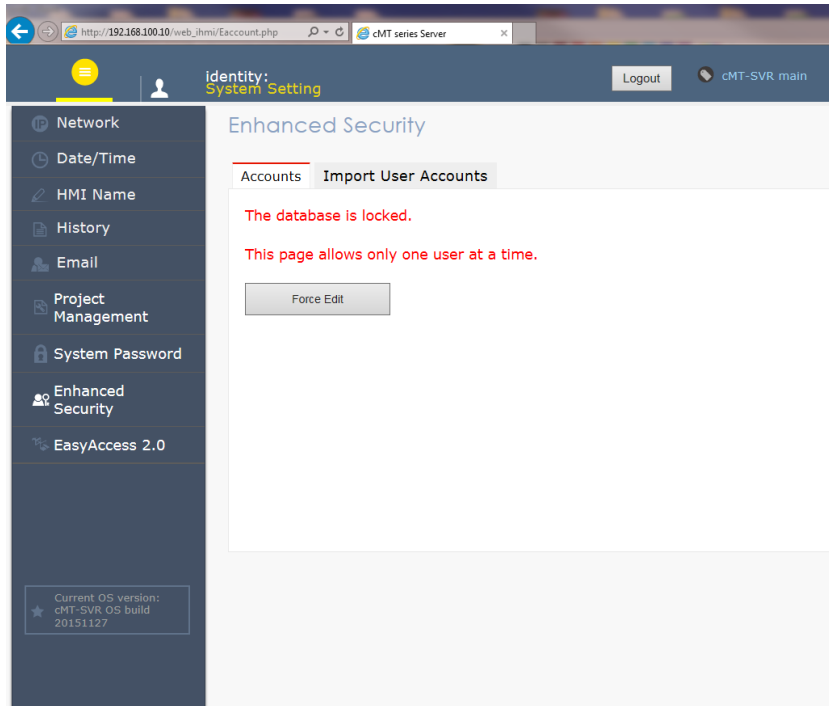 http://192.168.100.10/web_ihmi/Eaccount.php
cMT series Server
identity:
System Setting
Logout
cMT-SVR main
Network
Date/Time
HMI Name
History
Email
Project
Management
System Password
Enhanced
Security
EasyAccess 2.0
Current OS version:
cMT-SVR OS build
20151127
Enhanced Security
Accounts
Import User Accounts
The database is locked.
This page allows only one user at a time.
Force Edit